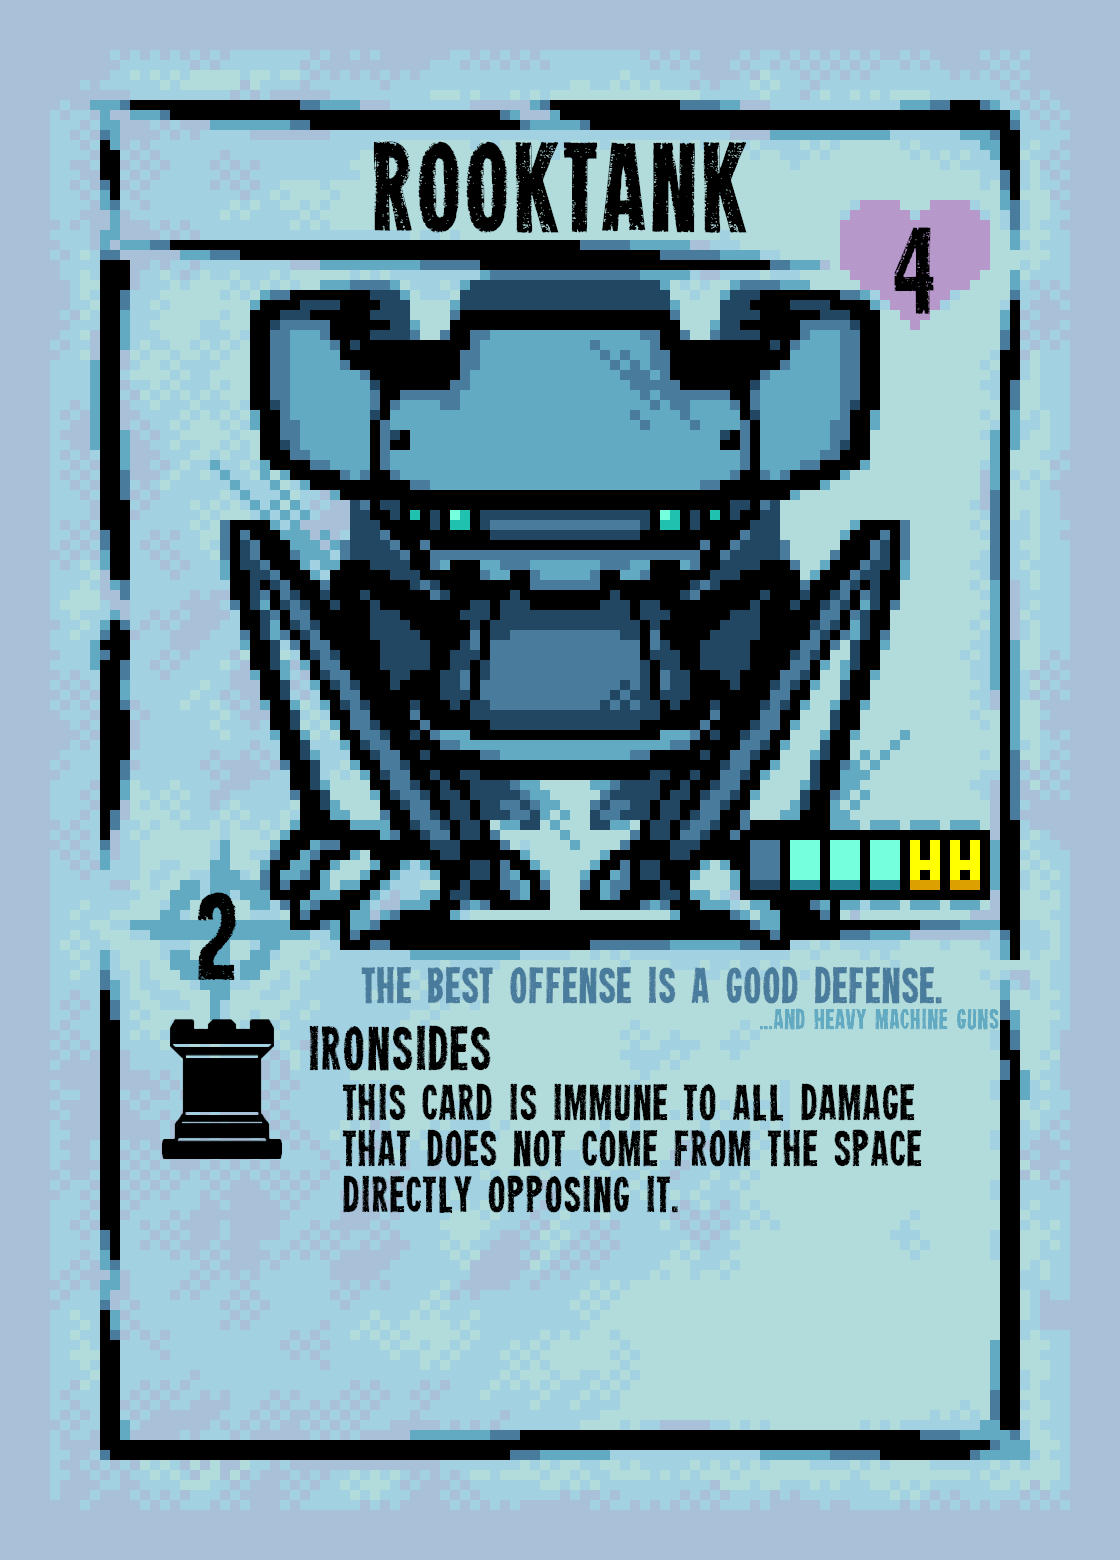 ROOKTANK
4
2
THE BEST OFFENSE IS A GOOD DEFENSE.
...AND HEAVY MACHINE GUNS
IRONSIDES
THIS CARD IS IMMUNE TO ALL DAMAGE
THAT DOES NOT COME FROM THE SPACE
DIRECTLY OPPOSING IT.